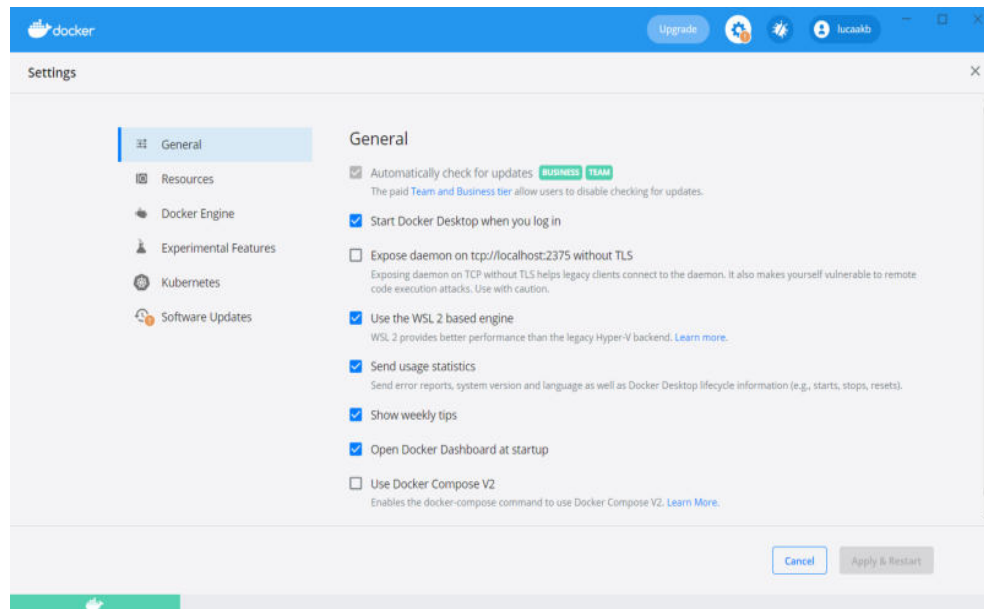 docker
Upgrade
lucaakb
Settings
General
Resources
Docker Engine
Experimental Features
Kubernetes
Software Updates
General
Automatically check for updates BUSINESS TEAM
The paid Team and Business tier allow users to disable checking for updates.
Start Docker Desktop when you log in
Expose daemon on tcp://localhost:2375 without TLS
Exposing daemon on TCP without TLS helps legacy clients connect to the daemon. It also makes yourself vulnerable to remote
code execution attacks. Use with caution.
Use the WSL 2 based engine
WSL 2 provides better performance than the legacy Hyper-V backend. Learn more.
Send usage statistics
Send error reports, system version and language as well as Docker Desktop lifecycle information (e.g., starts, stops, resets).
Show weekly tips
Open Docker Dashboard at startup
Use Docker Compose V2
Enables the docker-compose command to use Docker Compose V2. Learn More.
Cancel
Apply & Restart